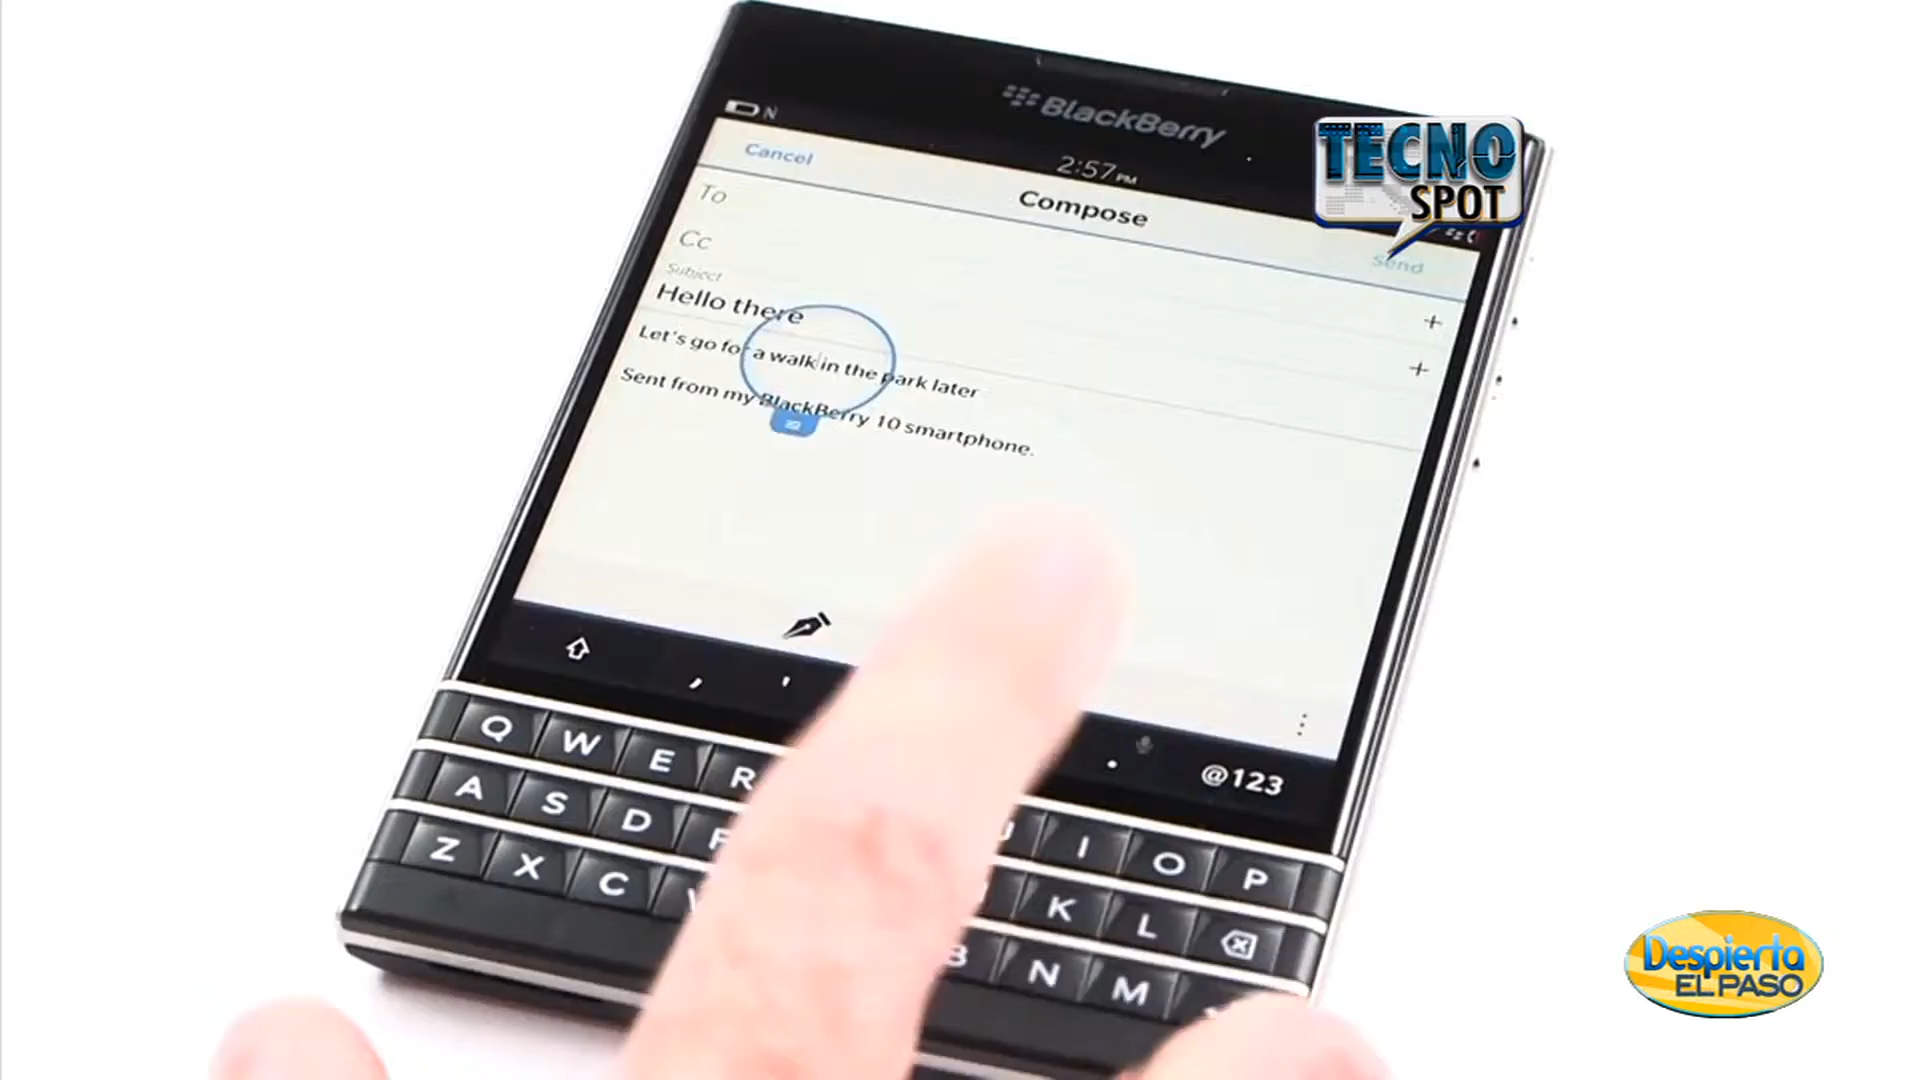 BlackBerry
N
2:57 PM
Cancel
Compose
Send
To
Cc
Subject
Hello there
Let's go for a walk in the park later
Sent from my BlackBerry 10 smartphone.
, ' . @123
Q W E R U I O P
A S D F K L
Z X C B N M
TECNO
SPOT
Despierta
EL PASO